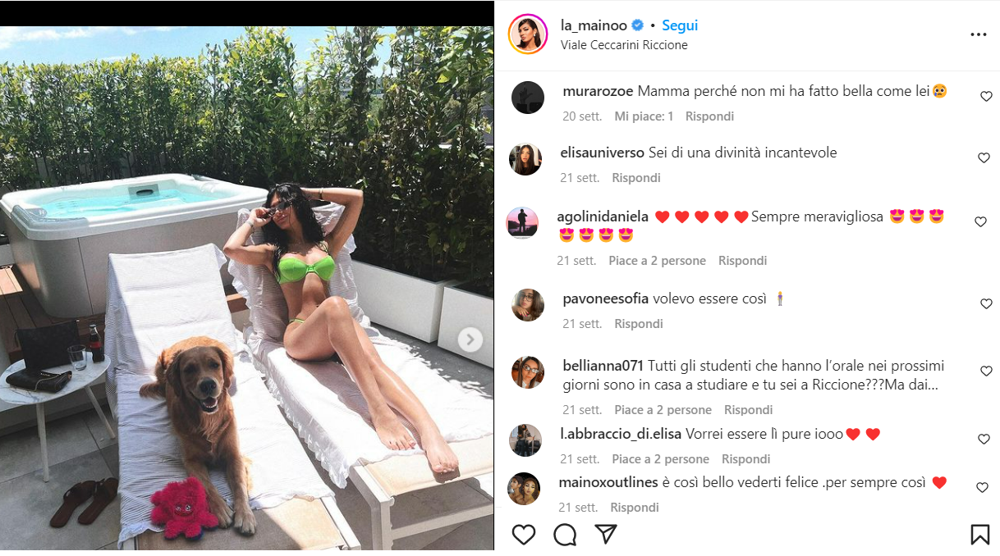 la_mainoo • Segui
Viale Ceccarini Riccione
murarozoe Mamma perché non mi ha fatto bella come lei😢
20 sett. Mi piace: 1 Rispondi
elisauniverso Sei di una divinità incantevole
21 sett. Rispondi
agolinidaniela ❤️❤️❤️❤️❤️Sempre meravigliosa 😍😍😍
😍😍😍😍
21 sett. Piace a 2 persone Rispondi
pavoneesofia volevo essere così 🧍‍♀️
21 sett. Rispondi
bellianna071 Tutti gli studenti che hanno l'orale nei prossimi
giorni sono in casa a studiare e tu sei a Riccione???Ma dai...
21 sett. Piace a 2 persone Rispondi
l.abbraccio_di.elisa Vorrei essere lì pure iooo❤️❤️
21 sett. Piace a 2 persone Rispondi
mainoxoutlines è così bello vederti felice .per sempre così ❤️
21 sett. Rispondi